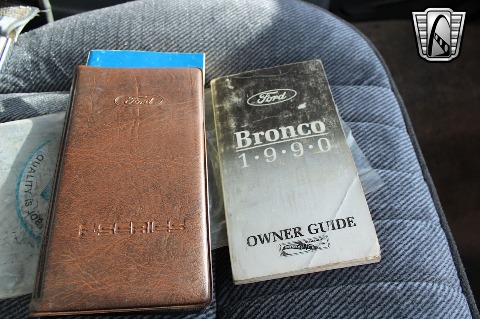 Ford
F-SERIES
Ford
Bronco
1·9·9·0
OWNER GUIDE
QUALITY IS